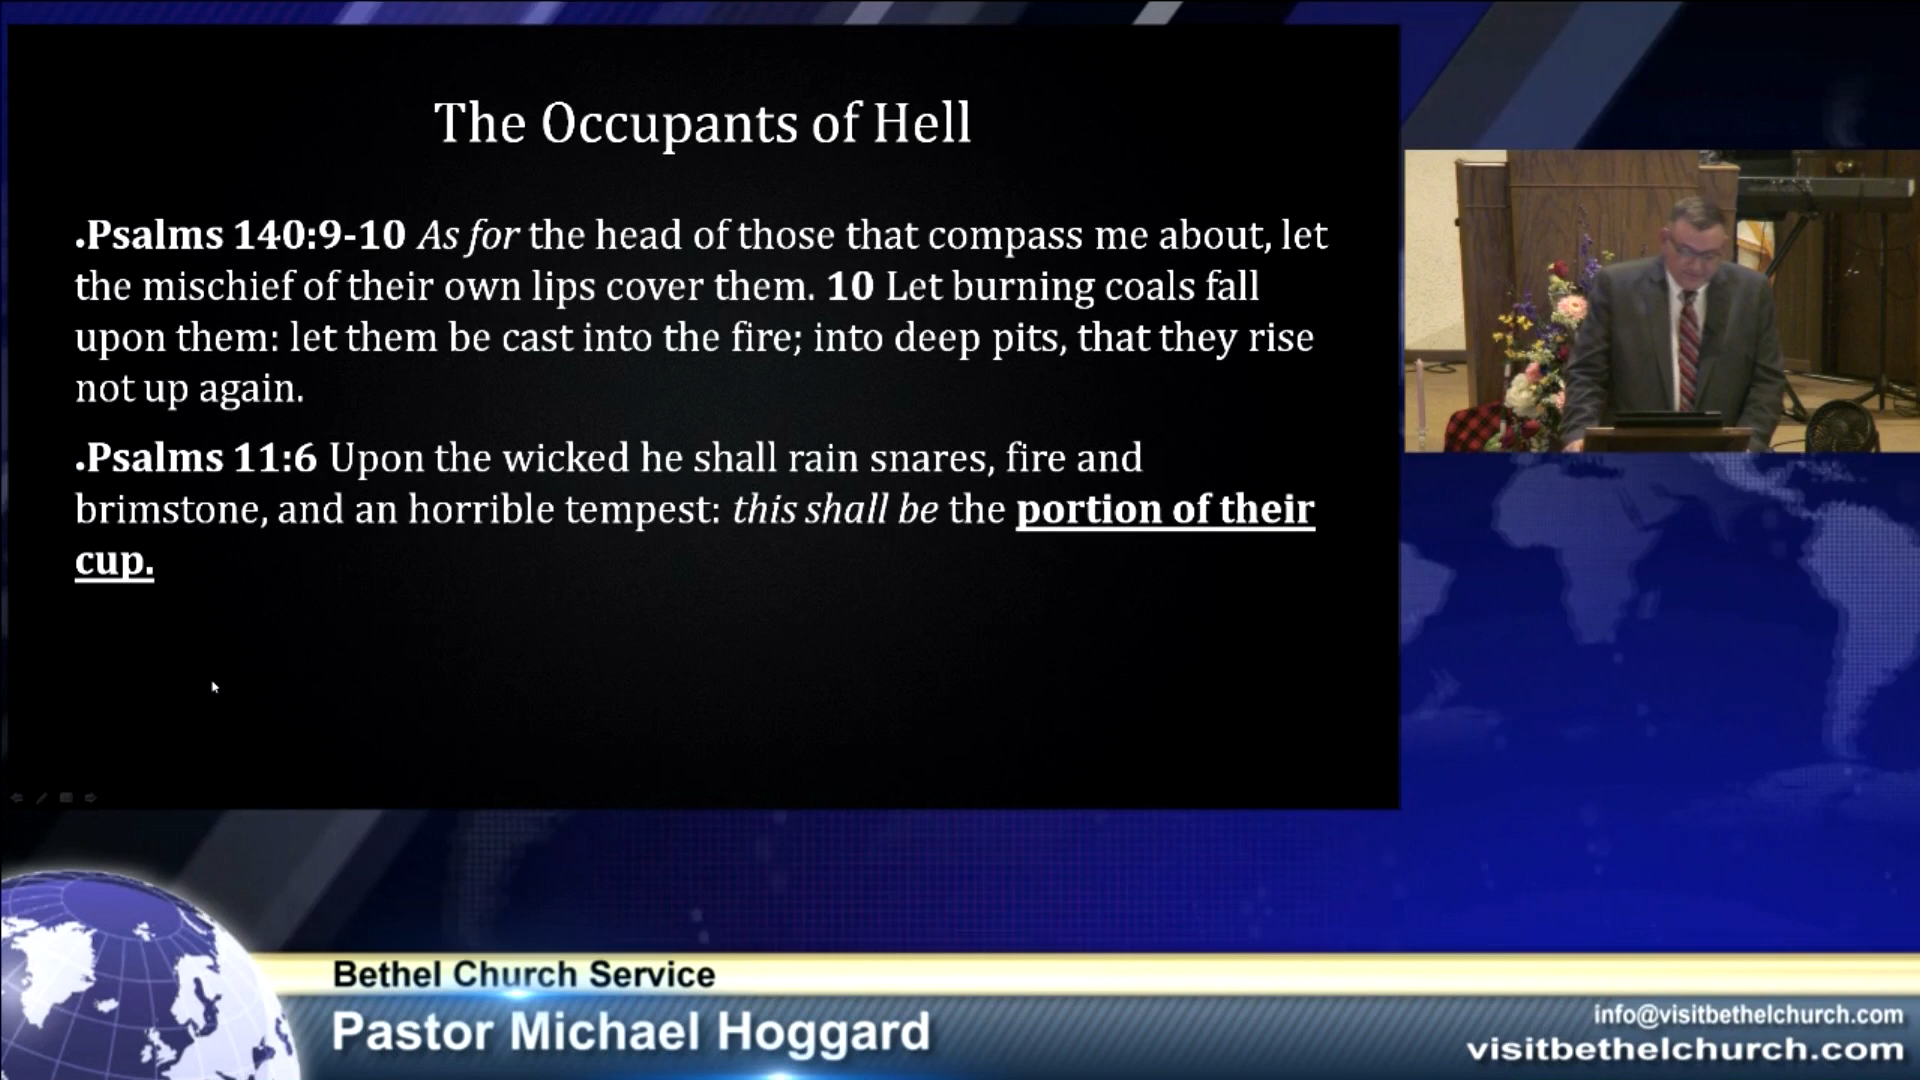 The Occupants of Hell
•Psalms 140:9-10 As for the head of those that compass me about, let
the mischief of their own lips cover them. 10 Let burning coals fall
upon them: let them be cast into the fire; into deep pits, that they rise
not up again.
•Psalms 11:6 Upon the wicked he shall rain snares, fire and
brimstone, and an horrible tempest: this shall be the portion of their
cup.
Bethel Church Service
Pastor Michael Hoggard
info@visitbethelchurch.com
visitbethelchurch.com